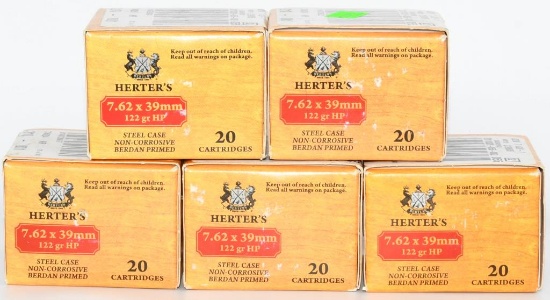 Keep out of reach of children.
Read all warnings on package.
HERTER'S
7.62 x 39mm
122 gr HP
STEEL CASE
NON-CORROSIVE
BERDAN PRIMED
20
CARTRIDGES
Keep out of reach of children.
Read all warnings on package.
HERTER'S
7.62 x 39mm
122 gr HP
STEEL CASE
NON-CORROSIVE
BERDAN PRIMED
20
CARTRIDGES
Keep out of reach of children.
Read all warnings on package.
HERTER'S
7.62 x 39mm
122 gr HP
STEEL CASE
NON-CORROSIVE
BERDAN PRIMED
20
CARTRIDGES
Keep out of reach of children.
Read all warnings on package.
HERTER'S
7.62 x 39mm
122 gr HP
STEEL CASE
NON-CORROSIVE
BERDAN PRIMED
20
CARTRIDGES
Keep out of reach of children.
Read all warnings on package.
HERTER'S
7.62 x 39mm
122 gr HP
STEEL CASE
NON-CORROSIVE
BERDAN PRIMED
20
CARTRIDGES